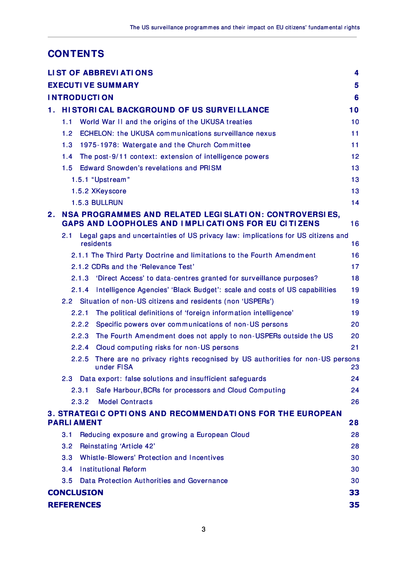 The US surveillance programmes and their impact on EU citizens' fundamental rights
CONTENTS
LIST OF ABBREVIATIONS 4
EXECUTIVE SUMMARY 5
INTRODUCTION 6
1. HISTORICAL BACKGROUND OF US SURVEILLANCE 10
1.1 World War II and the origins of the UKUSA treaties 10
1.2 ECHELON: the UKUSA communications surveillance nexus 11
1.3 1975-1978: Watergate and the Church Committee 11
1.4 The post-9/11 context: extension of intelligence powers 12
1.5 Edward Snowden's revelations and PRISM 13
1.5.1 "Upstream" 13
1.5.2 XKeyscore 13
1.5.3 BULLRUN 14
2. NSA PROGRAMMES AND RELATED LEGISLATION: CONTROVERSIES,
GAPS AND LOOPHOLES AND IMPLICATIONS FOR EU CITIZENS 16
2.1 Legal gaps and uncertainties of US privacy law: implications for US citizens and
residents 16
2.1.1 The Third Party Doctrine and limitations to the Fourth Amendment 16
2.1.2 CDRs and the 'Relevance Test' 17
2.1.3 'Direct Access' to data-centres granted for surveillance purposes? 18
2.1.4 Intelligence Agencies' 'Black Budget': scale and costs of US capabilities 19
2.2 Situation of non-US citizens and residents (non 'USPERs') 19
2.2.1 The political definitions of 'foreign information intelligence' 19
2.2.2 Specific powers over communications of non-US persons 20
2.2.3 The Fourth Amendment does not apply to non-USPERs outside the US 20
2.2.4 Cloud computing risks for non-US persons 21
2.2.5 There are no privacy rights recognised by US authorities for non-US persons
under FISA 23
2.3 Data export: false solutions and insufficient safeguards 24
2.3.1 Safe Harbour,BCRs for processors and Cloud Computing 24
2.3.2 Model Contracts 26
3. STRATEGIC OPTIONS AND RECOMMENDATIONS FOR THE EUROPEAN
PARLIAMENT 28
3.1 Reducing exposure and growing a European Cloud 28
3.2 Reinstating 'Article 42' 28
3.3 Whistle-Blowers' Protection and Incentives 30
3.4 Institutional Reform 30
3.5 Data Protection Authorities and Governance 30
CONCLUSION 33
REFERENCES 35
3